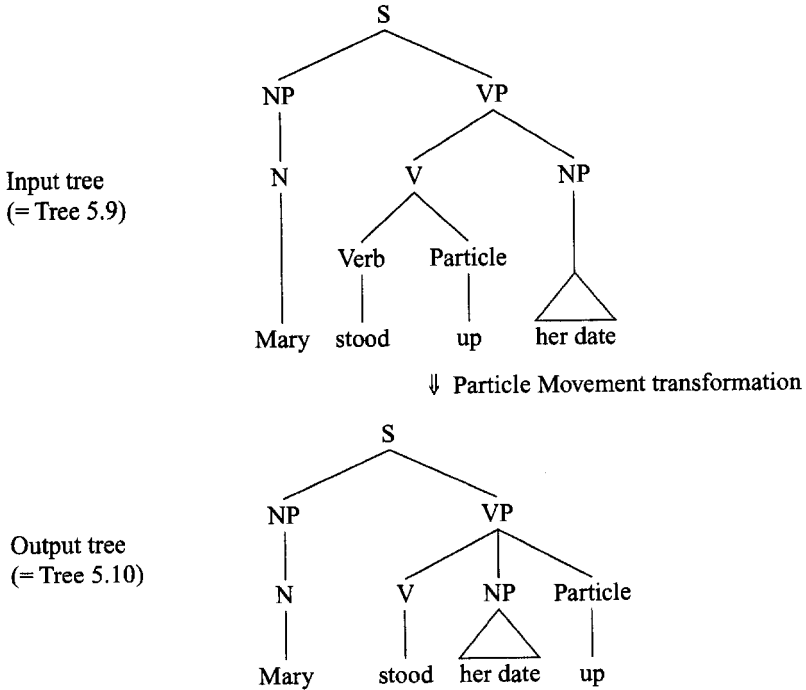 S
NP VP
Input tree
(= Tree 5.9)
N V NP
Verb Particle
Mary stood up her date
⇓ Particle Movement transformation
S
NP VP
Output tree
(= Tree 5.10)
N V NP Particle
Mary stood her date up